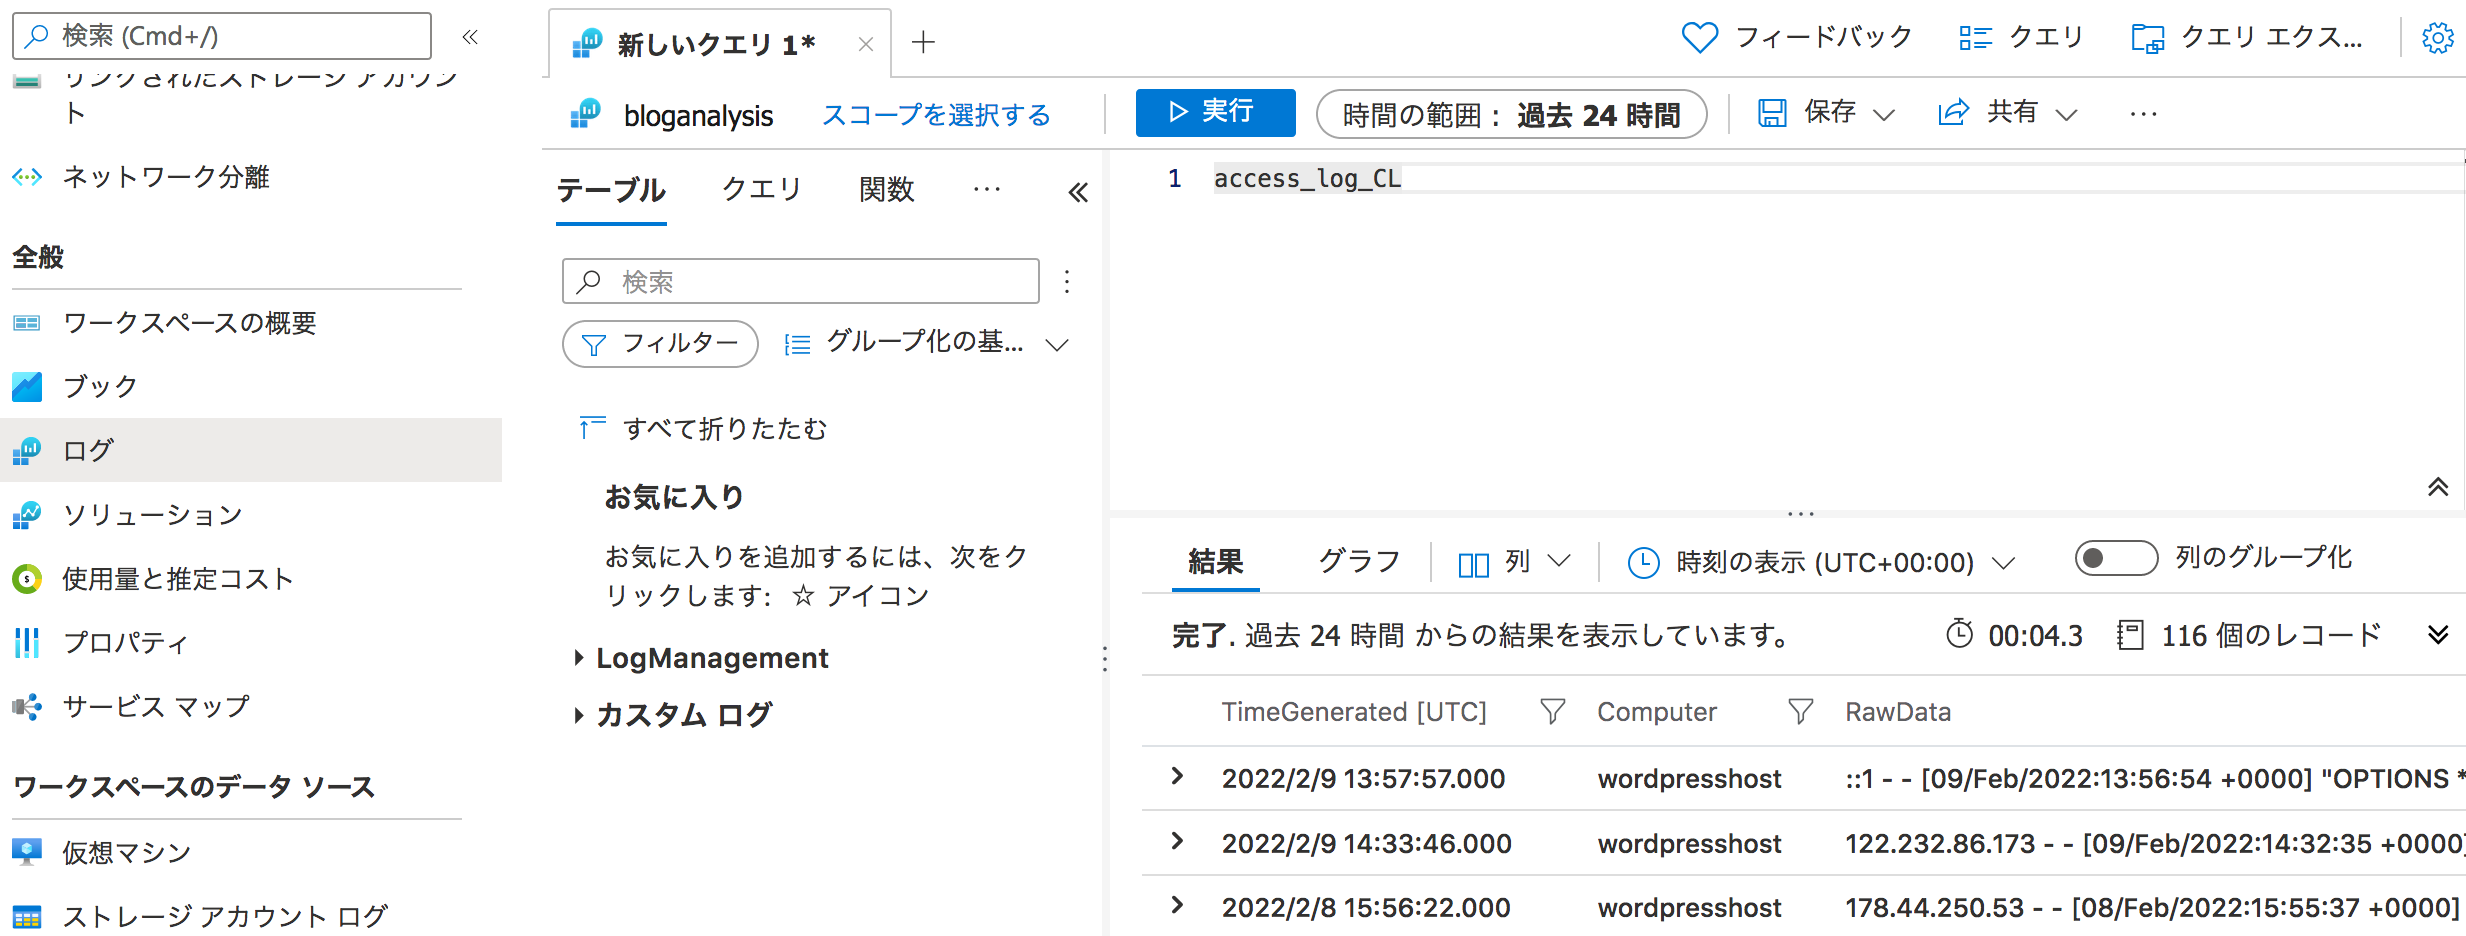 検索 (Cmd+/)
«
リンクされたストレージ アカウン
ト
ネットワーク分離
全般
ワークスペースの概要
ブック
ログ
ソリューション
使用量と推定コスト
プロパティ
サービス マップ
ワークスペースのデータ ソース
仮想マシン
ストレージ アカウント ログ
新しいクエリ 1*
フィードバック
クエリ
クエリ エクス...
bloganalysis
スコープを選択する
実行
時間の範囲： 過去 24 時間
保存
共有
...
テーブル
クエリ
関数
...
«
検索
フィルター
グループ化の基...
すべて折りたたむ
お気に入り
お気に入りを追加するには、次をク
リックします: ☆ アイコン
LogManagement
カスタム ログ
1 access_log_CL
結果
グラフ
列
時刻の表示 (UTC+00:00)
列のグループ化
完了. 過去 24 時間 からの結果を表示しています。
00:04.3
116 個のレコード
TimeGenerated [UTC] Computer RawData
2022/2/9 13:57:57.000 wordpresshost ::1 - - [09/Feb/2022:13:56:54 +0000] "OPTIONS *
2022/2/9 14:33:46.000 wordpresshost 122.232.86.173 - - [09/Feb/2022:14:32:35 +0000]
2022/2/8 15:56:22.000 wordpresshost 178.44.250.53 - - [08/Feb/2022:15:55:37 +0000]